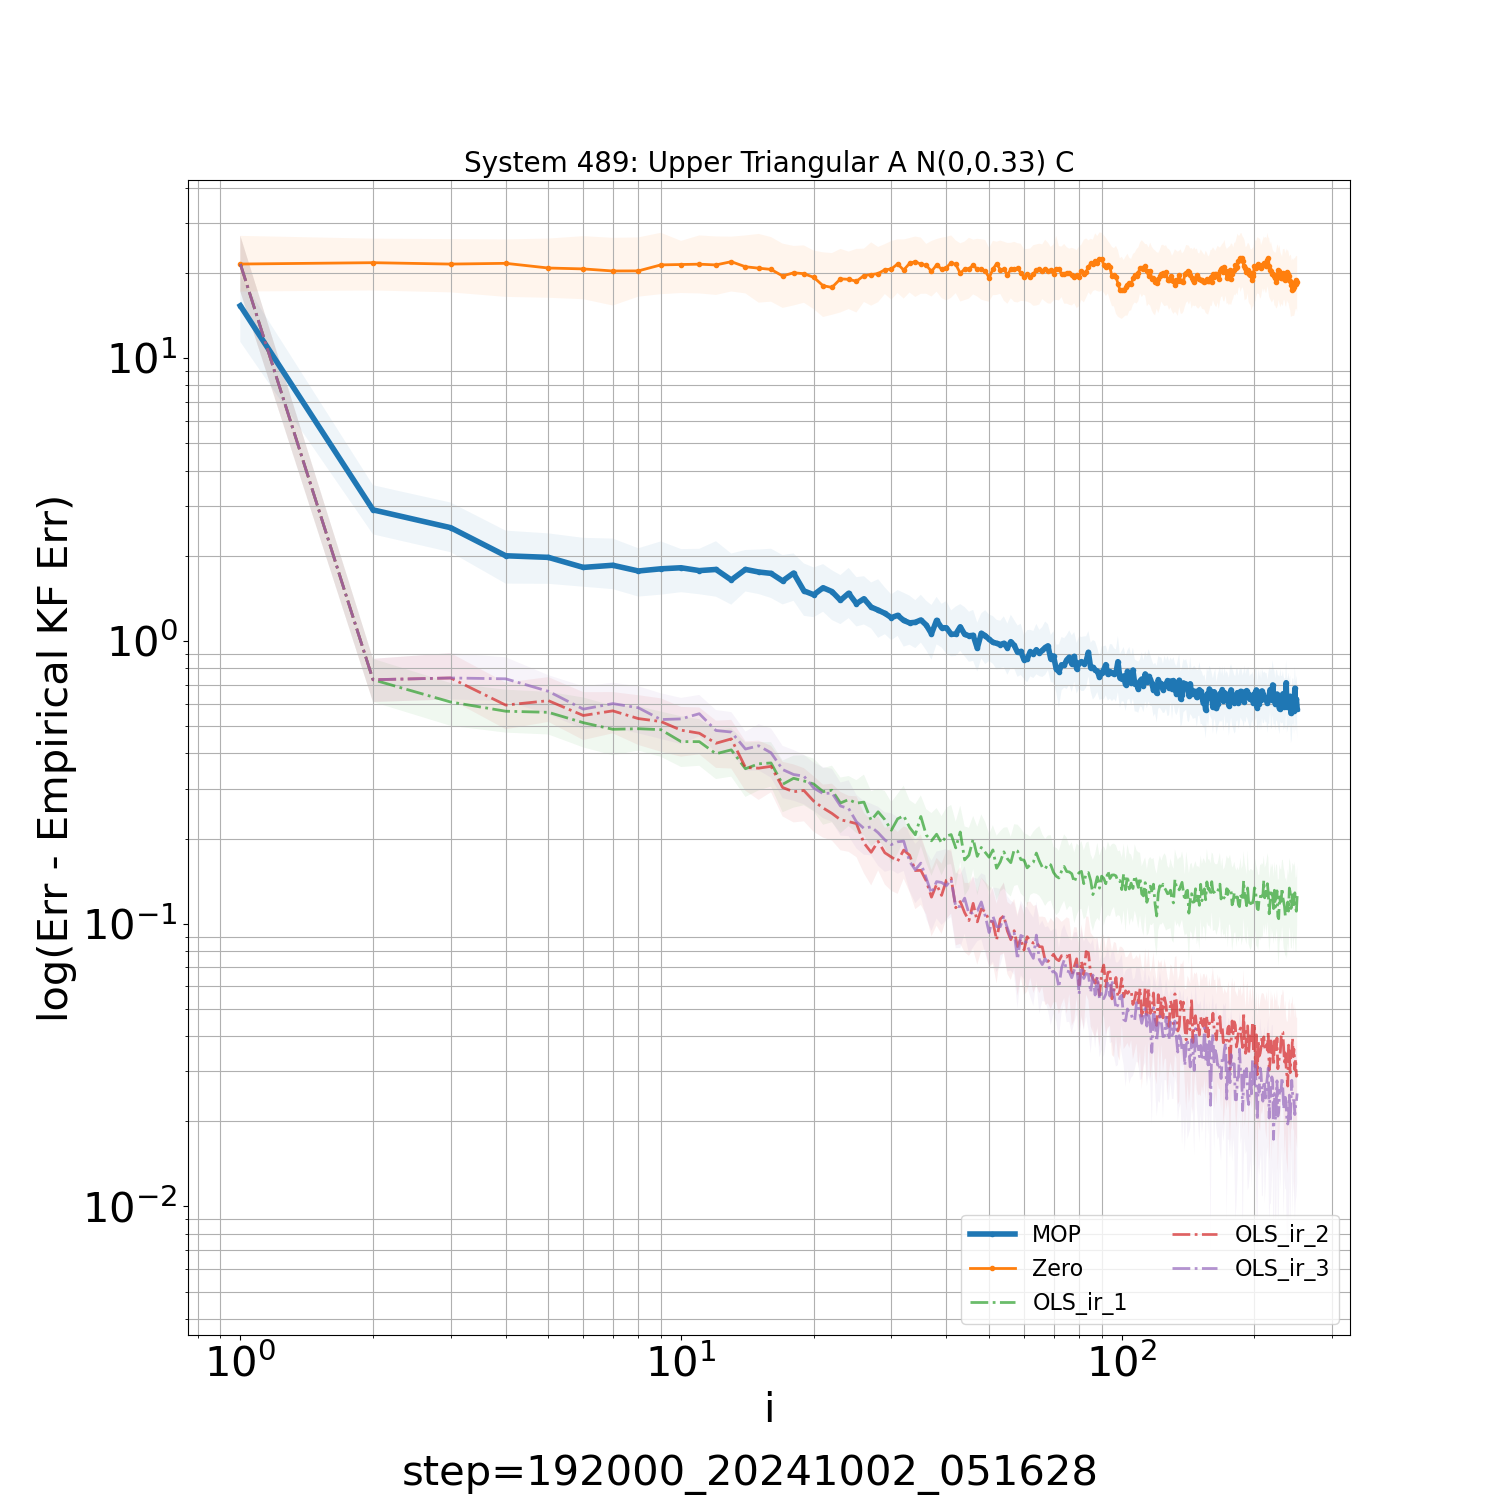 System 489: Upper Triangular A N(0,0.33) C
log(Err - Empirical KF Err)
10¹
10⁰
10⁻¹
10⁻²
MOP
Zero
OLS_ir_1
OLS_ir_2
OLS_ir_3
10⁰ 10¹ 10²
i
step=192000_20241002_051628